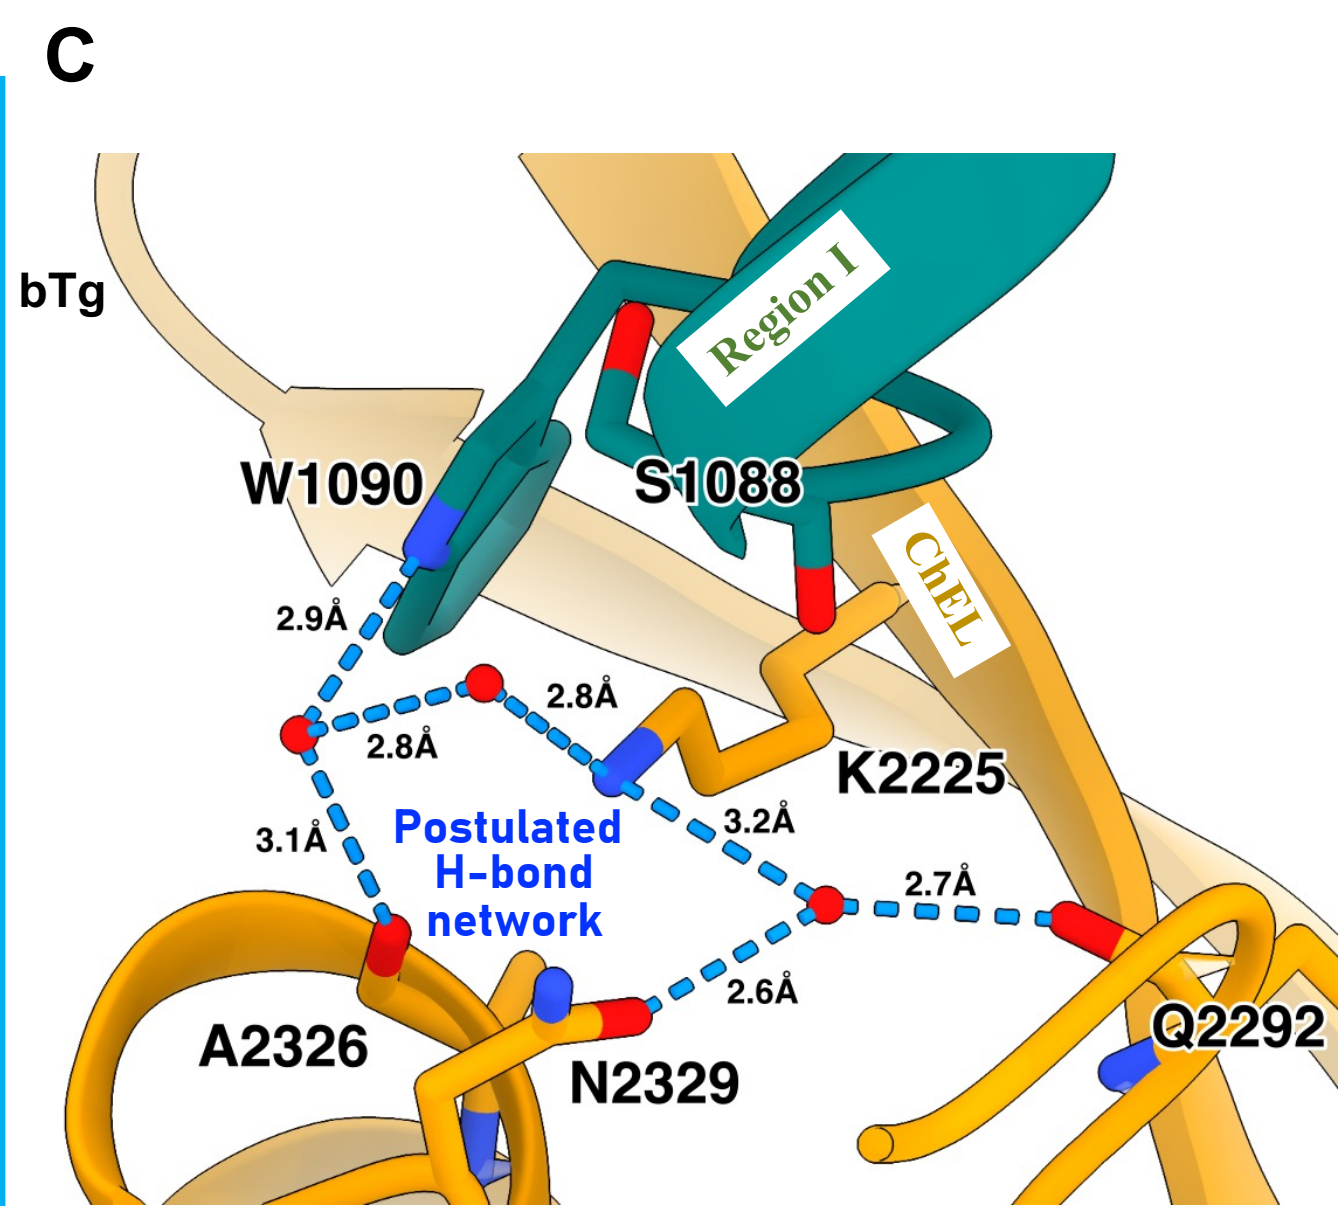 C
bTg
Region I
W1090
S1088
ChEL
2.9Å
2.8Å
2.8Å
K2225
3.1Å
3.2Å
Postulated
H-bond
network
2.7Å
2.6Å
A2326
N2329
Q2292